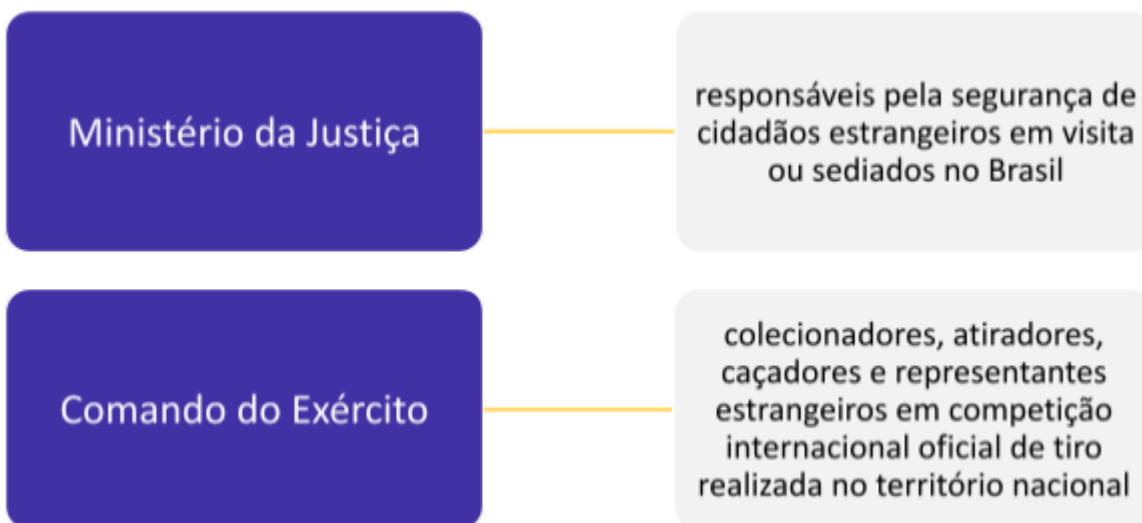 Ministério da Justiça
responsáveis pela segurança de
cidadãos estrangeiros em visita
ou sediados no Brasil
Comando do Exército
colecionadores, atiradores,
caçadores e representantes
estrangeiros em competição
internacional oficial de tiro
realizada no território nacional